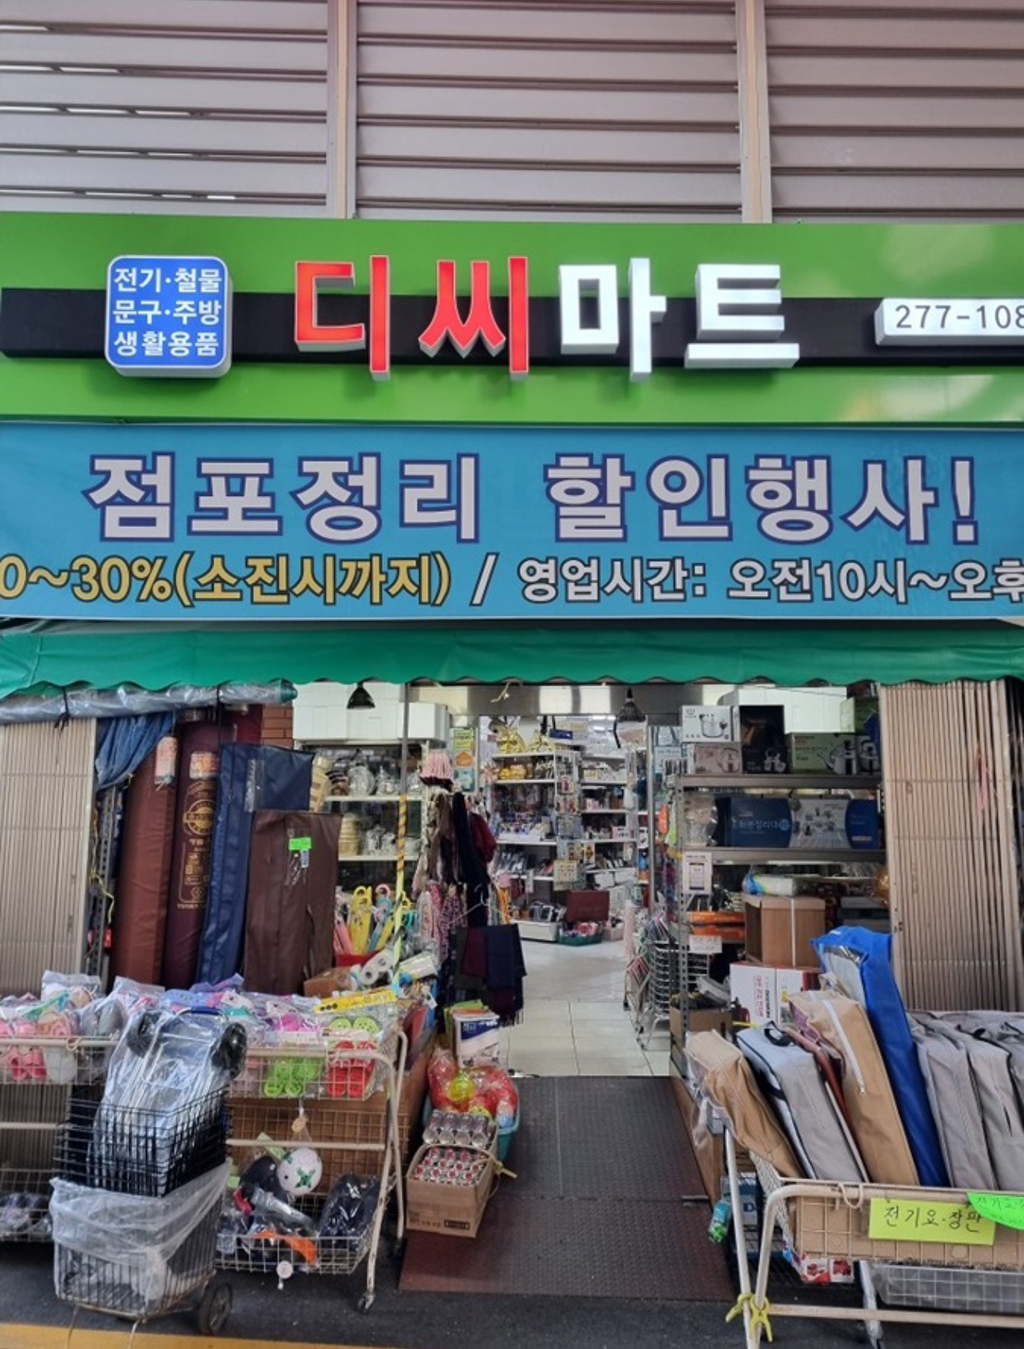 전기·철물
문구·주방
생활용품
디씨마트
277-108
점포정리 할인행사!
0~30%(소진시까지) / 영업시간: 오전10시~오후
전기요·장판